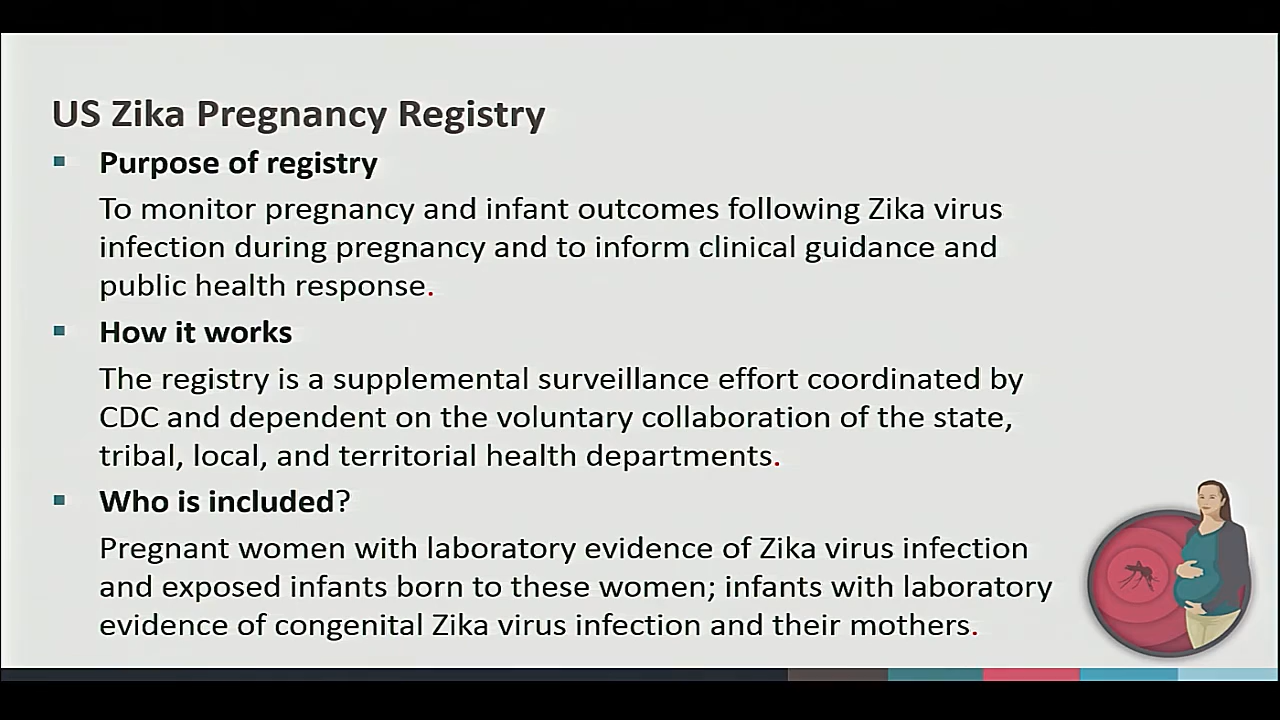 US Zika Pregnancy Registry
Purpose of registry
To monitor pregnancy and infant outcomes following Zika virus
infection during pregnancy and to inform clinical guidance and
public health response.
How it works
The registry is a supplemental surveillance effort coordinated by
CDC and dependent on the voluntary collaboration of the state,
tribal, local, and territorial health departments.
Who is included?
Pregnant women with laboratory evidence of Zika virus infection
and exposed infants born to these women; infants with laboratory
evidence of congenital Zika virus infection and their mothers.